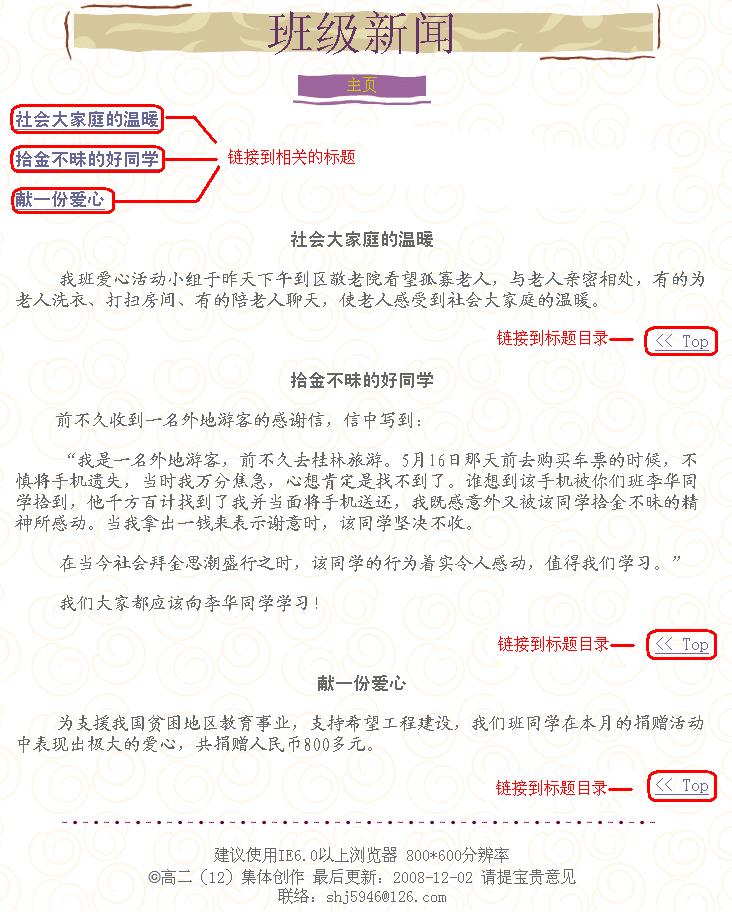 班级新闻
主页
社会大家庭的温暖
拾金不昧的好同学
链接到相关的标题
献一份爱心
社会大家庭的温暖
我班爱心活动小组于昨天下午到区敬老院看望孤寡老人，与老人亲密相处，有的为
老人洗衣、打扫房间、有的陪老人聊天，使老人感受到社会大家庭的温暖。
链接到标题目录
<< Top
拾金不昧的好同学
前不久收到一名外地游客的感谢信，信中写到：
“我是一名外地游客，前不久去桂林旅游。5月16日那天前去购买车票的时候，不
慎将手机遗失，当时我万分焦急，心想肯定是找不到了。谁想到该手机被你们班李华同
学拾到，他千方百计找到了我并当面将手机送还，我既感意外又被该同学拾金不昧的精
神所感动。当我拿出一钱来表示谢意时，该同学坚决不收。
在当今社会拜金思潮盛行之时，该同学的行为着实令人感动，值得我们学习。”
我们大家都应该向李华同学学习！
链接到标题目录
<< Top
献一份爱心
为支援我国贫困地区教育事业，支持希望工程建设，我们班同学在本月的捐赠活动
中表现出极大的爱心，共捐赠人民币800多元。
链接到标题目录
<< Top
建议使用IE6.0以上浏览器 800*600分辨率
©高二（12）集体创作 最后更新：2008-12-02 请提宝贵意见
联络：shj5946@126.com